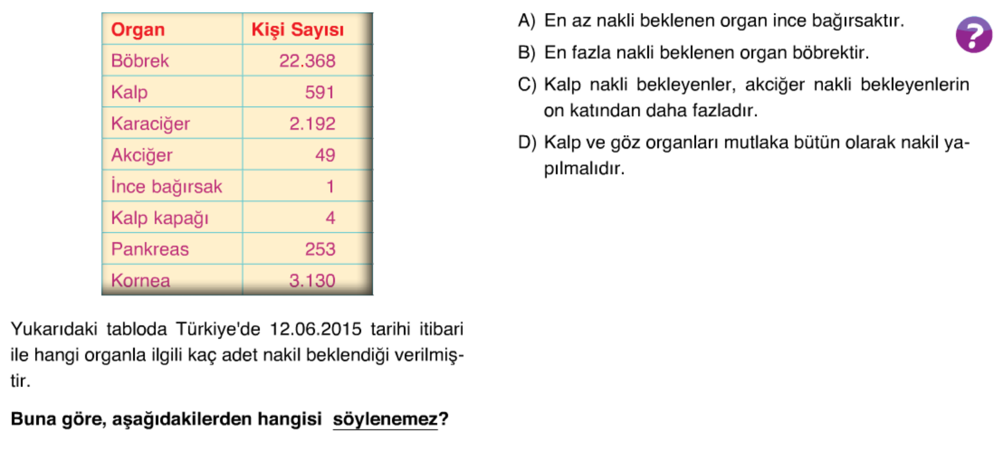 Organ Kişi Sayısı
Böbrek 22.368
Kalp 591
Karaciğer 2.192
Akciğer 49
İnce bağırsak 1
Kalp kapağı 4
Pankreas 253
Kornea 3.130
Yukarıdaki tabloda Türkiye'de 12.06.2015 tarihi itibari
ile hangi organla ilgili kaç adet nakil beklendiği verilmiş-
tir.
Buna göre, aşağıdakilerden hangisi söylenemez?
A) En az nakli beklenen organ ince bağırsaktır.
B) En fazla nakli beklenen organ böbrektir.
C) Kalp nakli bekleyenler, akciğer nakli bekleyenlerin
on katından daha fazladır.
D) Kalp ve göz organları mutlaka bütün olarak nakil ya-
pılmalıdır.
?